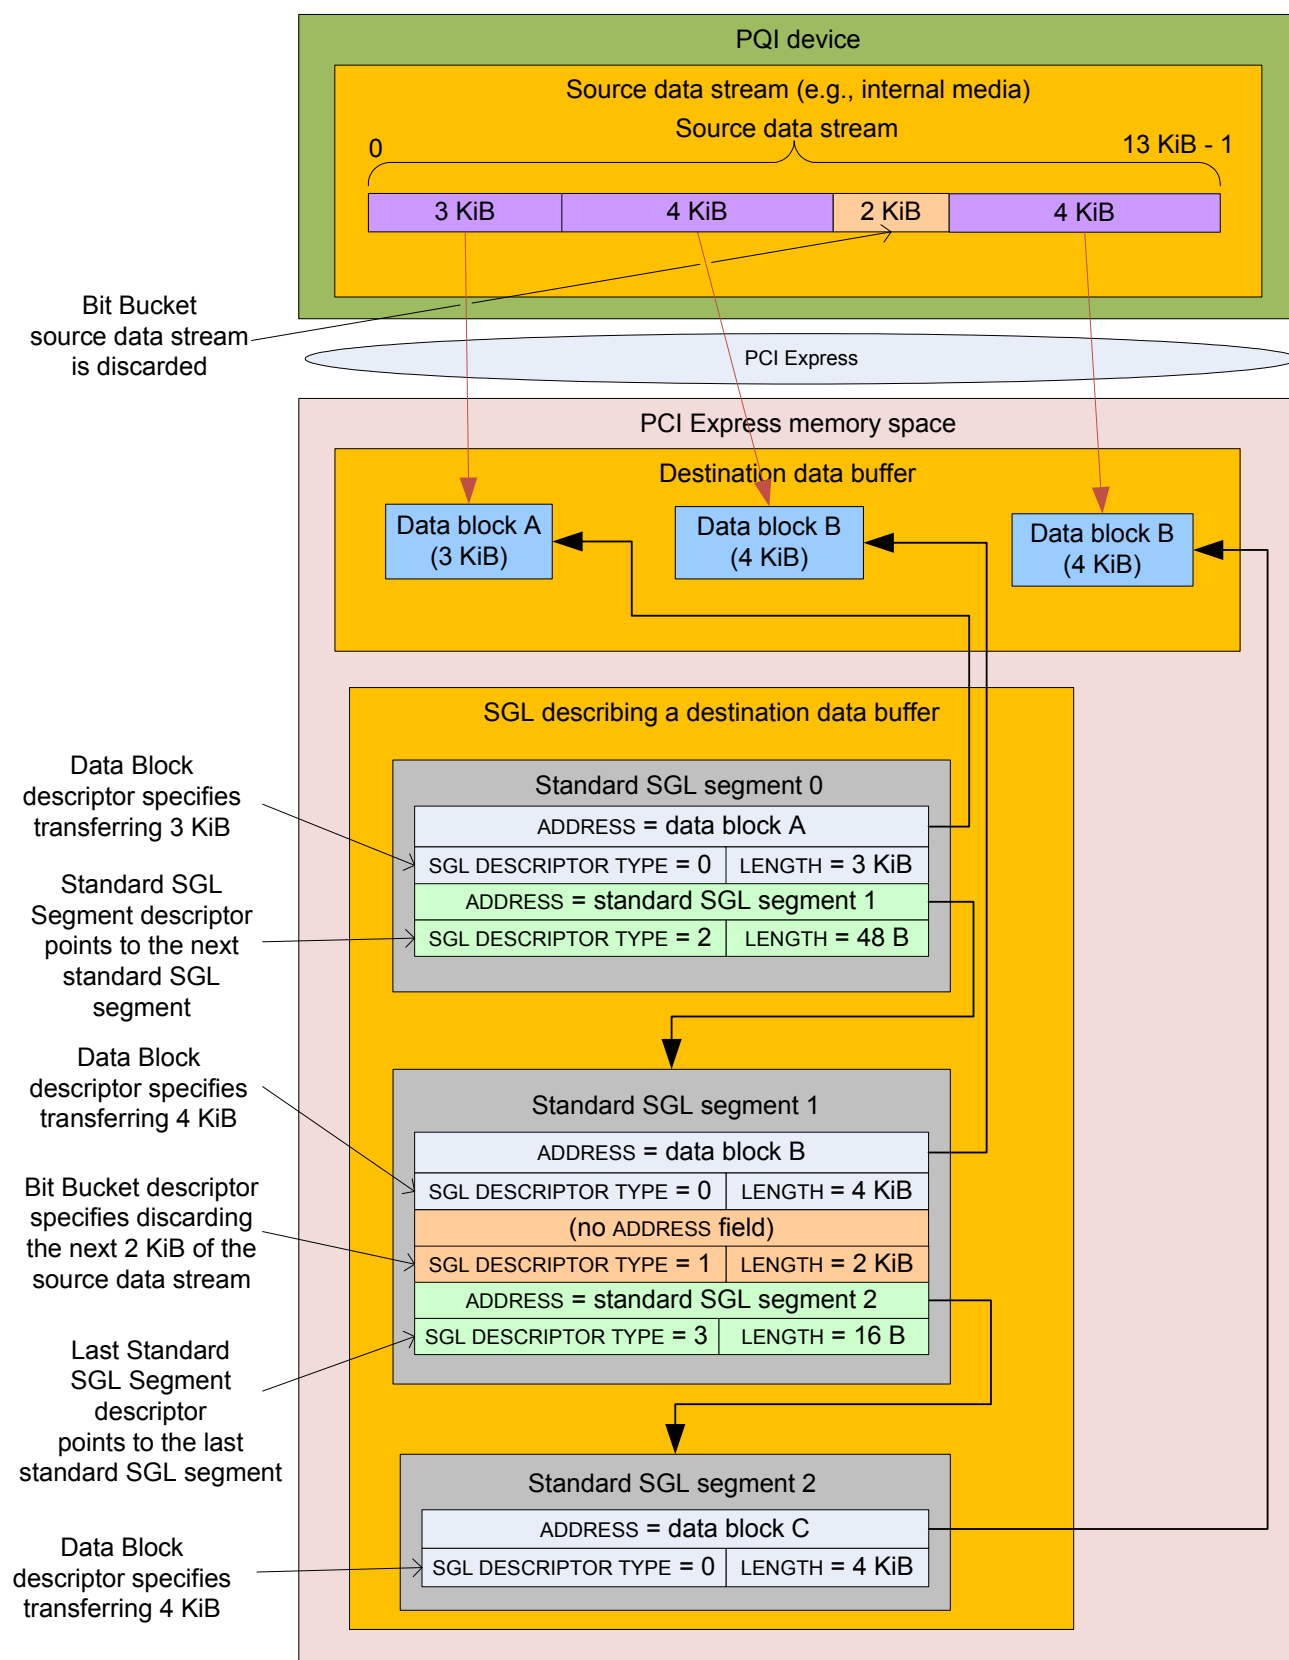 PQI device
Source data stream (e.g., internal media)
Source data stream
0
13 KiB - 1
3 KiB
4 KiB
2 KiB
4 KiB
Bit Bucket
source data stream
is discarded
PCI Express
PCI Express memory space
Destination data buffer
Data block A
(3 KiB)
Data block B
(4 KiB)
Data block B
(4 KiB)
SGL describing a destination data buffer
Data Block
descriptor specifies
transferring 3 KiB
Standard SGL segment 0
ADDRESS = data block A
SGL DESCRIPTOR TYPE = 0
LENGTH = 3 KiB
Standard SGL
Segment descriptor
points to the next
standard SGL
segment
ADDRESS = standard SGL segment 1
SGL DESCRIPTOR TYPE = 2
LENGTH = 48 B
Data Block
descriptor specifies
transferring 4 KiB
Standard SGL segment 1
ADDRESS = data block B
SGL DESCRIPTOR TYPE = 0
LENGTH = 4 KiB
Bit Bucket descriptor
specifies discarding
the next 2 KiB of the
source data stream
(no ADDRESS field)
SGL DESCRIPTOR TYPE = 1
LENGTH = 2 KiB
ADDRESS = standard SGL segment 2
SGL DESCRIPTOR TYPE = 3
LENGTH = 16 B
Last Standard
SGL Segment
descriptor
points to the last
standard SGL segment
Standard SGL segment 2
ADDRESS = data block C
SGL DESCRIPTOR TYPE = 0
LENGTH = 4 KiB
Data Block
descriptor specifies
transferring 4 KiB